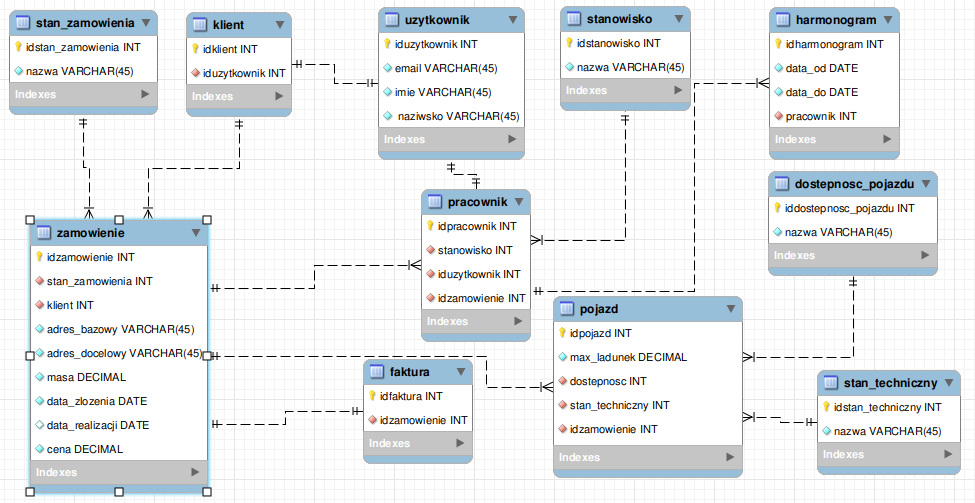 stan_zamowienia
idstan_zamowienia INT
nazwa VARCHAR(45)
Indexes
klient
idklient INT
iduzytkownik INT
Indexes
uzytkownik
iduzytkownik INT
email VARCHAR(45)
imie VARCHAR(45)
naziwsko VARCHAR(45)
Indexes
stanowisko
idstanowisko INT
nazwa VARCHAR(45)
Indexes
harmonogram
idharmonogram INT
data_od DATE
data_do DATE
pracownik INT
Indexes
dostepnosc_pojazdu
iddostepnosc_pojazdu INT
nazwa VARCHAR(45)
Indexes
pracownik
idpracownik INT
stanowisko INT
iduzytkownik INT
idzamowienie INT
Indexes
zamowienie
idzamowienie INT
stan_zamowienia INT
klient INT
adres_bazowy VARCHAR(45)
adres_docelowy VARCHAR(45)
masa DECIMAL
data_zlozenia DATE
data_realizacji DATE
cena DECIMAL
Indexes
faktura
idfaktura INT
idzamowienie INT
Indexes
pojazd
idpojazd INT
max_ladunek DECIMAL
dostepnosc INT
stan_techniczny INT
idzamowienie INT
Indexes
stan_techniczny
idstan_techniczny INT
nazwa VARCHAR(45)
Indexes